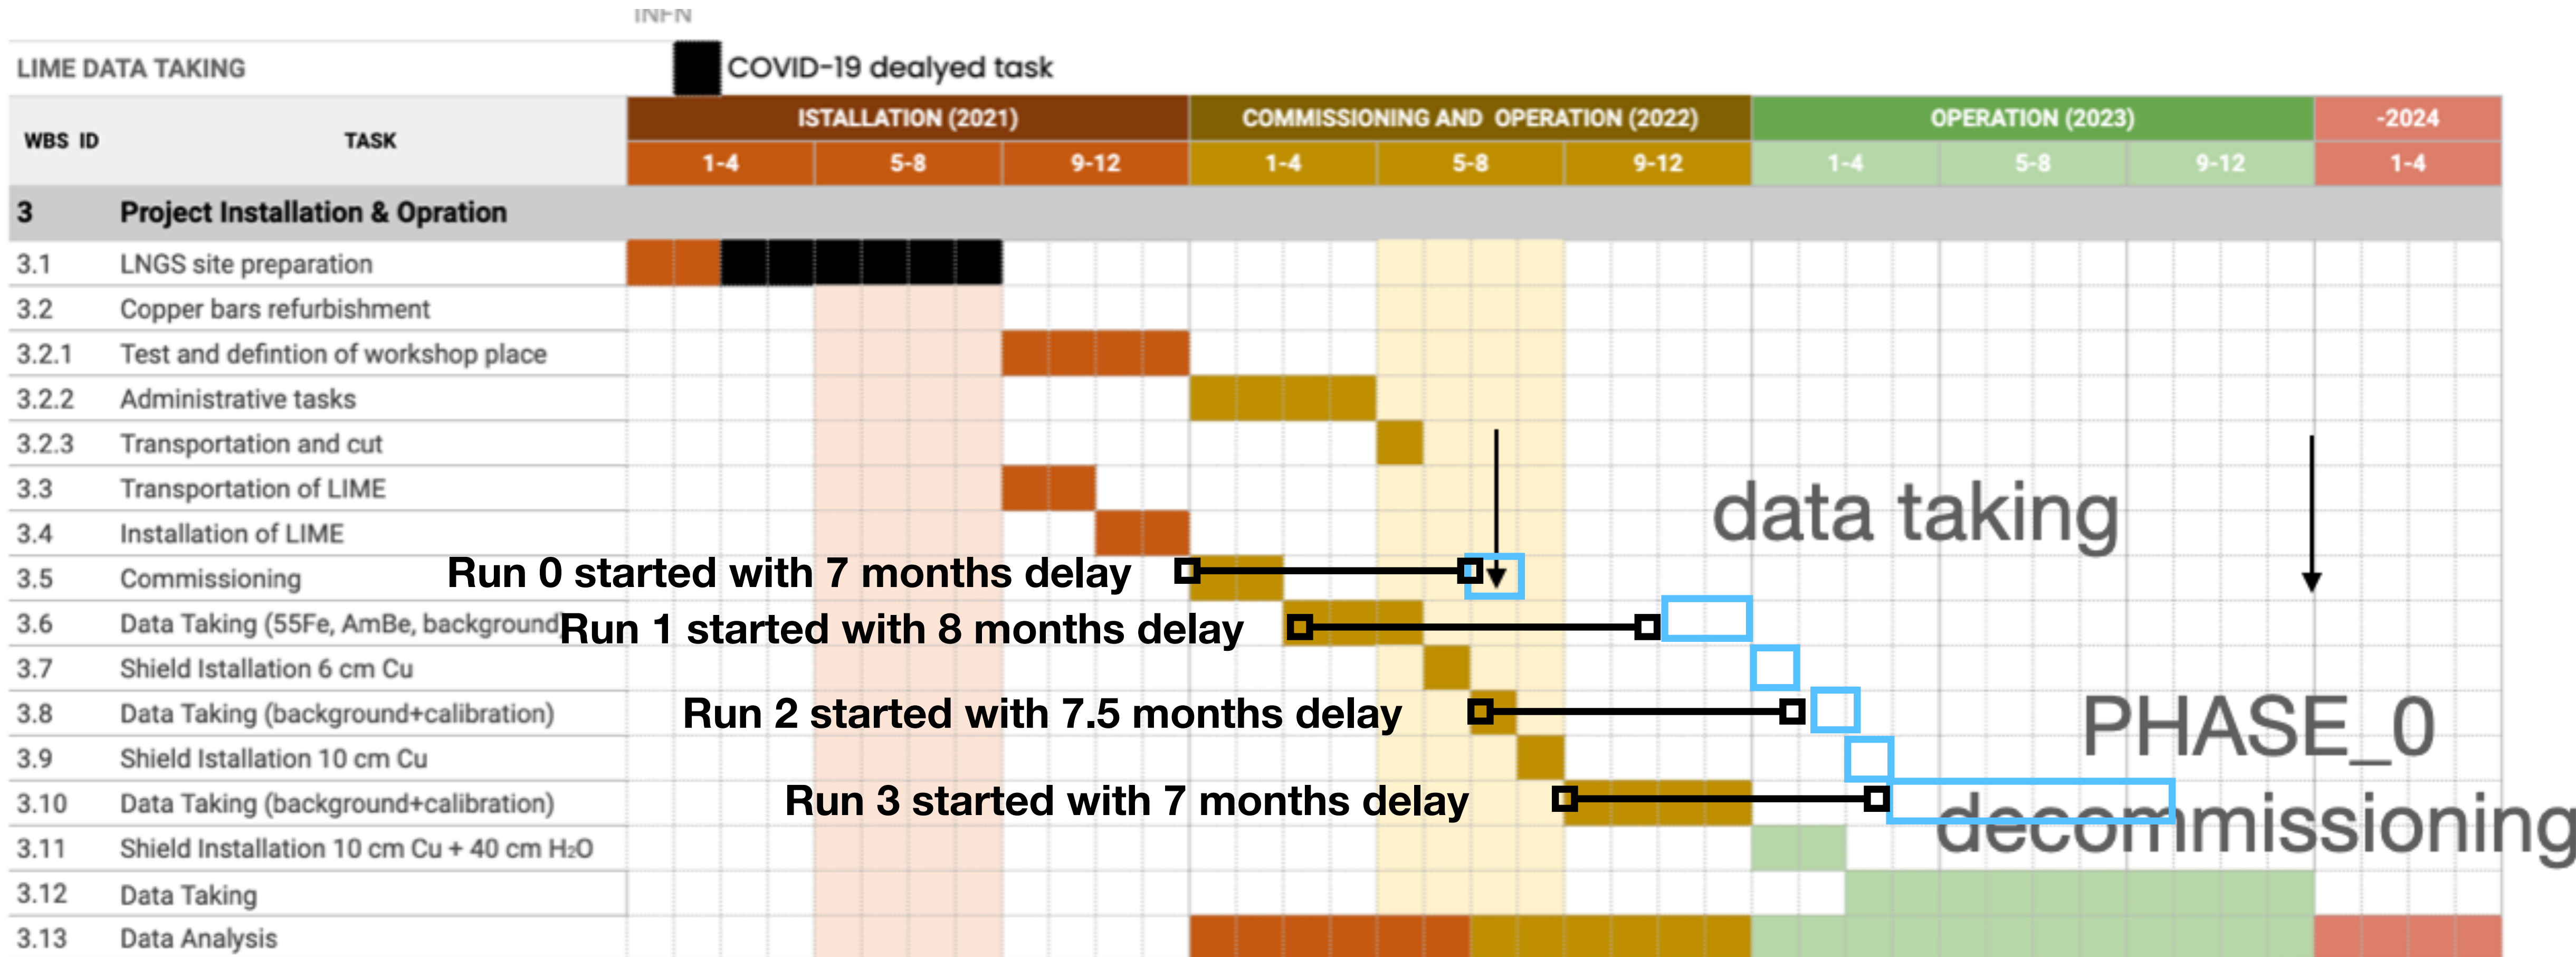 INFN
LIME DATA TAKING
COVID-19 dealyed task
WBS ID TASK
ISTALLATION (2021) COMMISSIONING AND OPERATION (2022) OPERATION (2023) -2024
1-4 5-8 9-12 1-4 5-8 9-12 1-4 5-8 9-12 1-4
3 Project Installation & Opration
3.1 LNGS site preparation
3.2 Copper bars refurbishment
3.2.1 Test and defintion of workshop place
3.2.2 Administrative tasks
3.2.3 Transportation and cut
3.3 Transportation of LIME
data taking
3.4 Installation of LIME
3.5 Commissioning
Run 0 started with 7 months delay
3.6 Data Taking (55Fe, AmBe, background)
Run 1 started with 8 months delay
3.7 Shield Istallation 6 cm Cu
3.8 Data Taking (background+calibration)
Run 2 started with 7.5 months delay
PHASE_0
3.9 Shield Istallation 10 cm Cu
3.10 Data Taking (background+calibration)
Run 3 started with 7 months delay
decommissioning
3.11 Shield Installation 10 cm Cu + 40 cm H₂O
3.12 Data Taking
3.13 Data Analysis